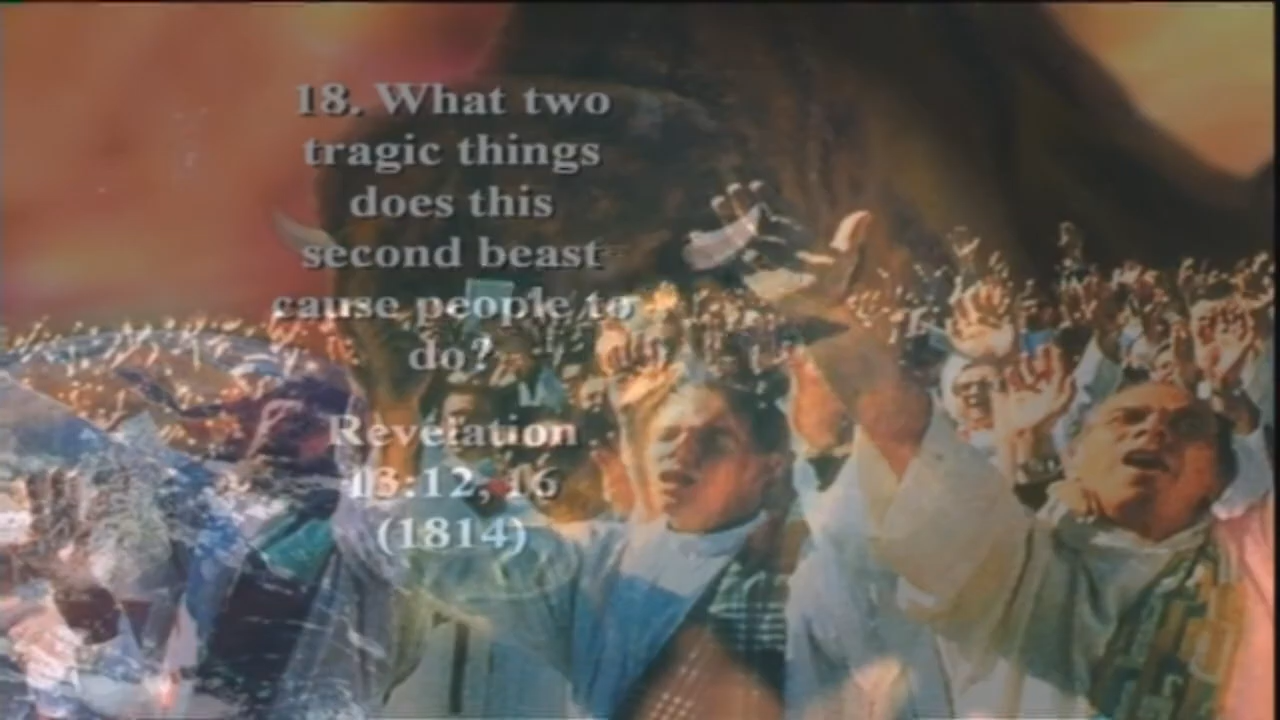 18. What two
tragic things
does this
second beast
cause people to
do?
Revelation
13:12, 16
(1814)